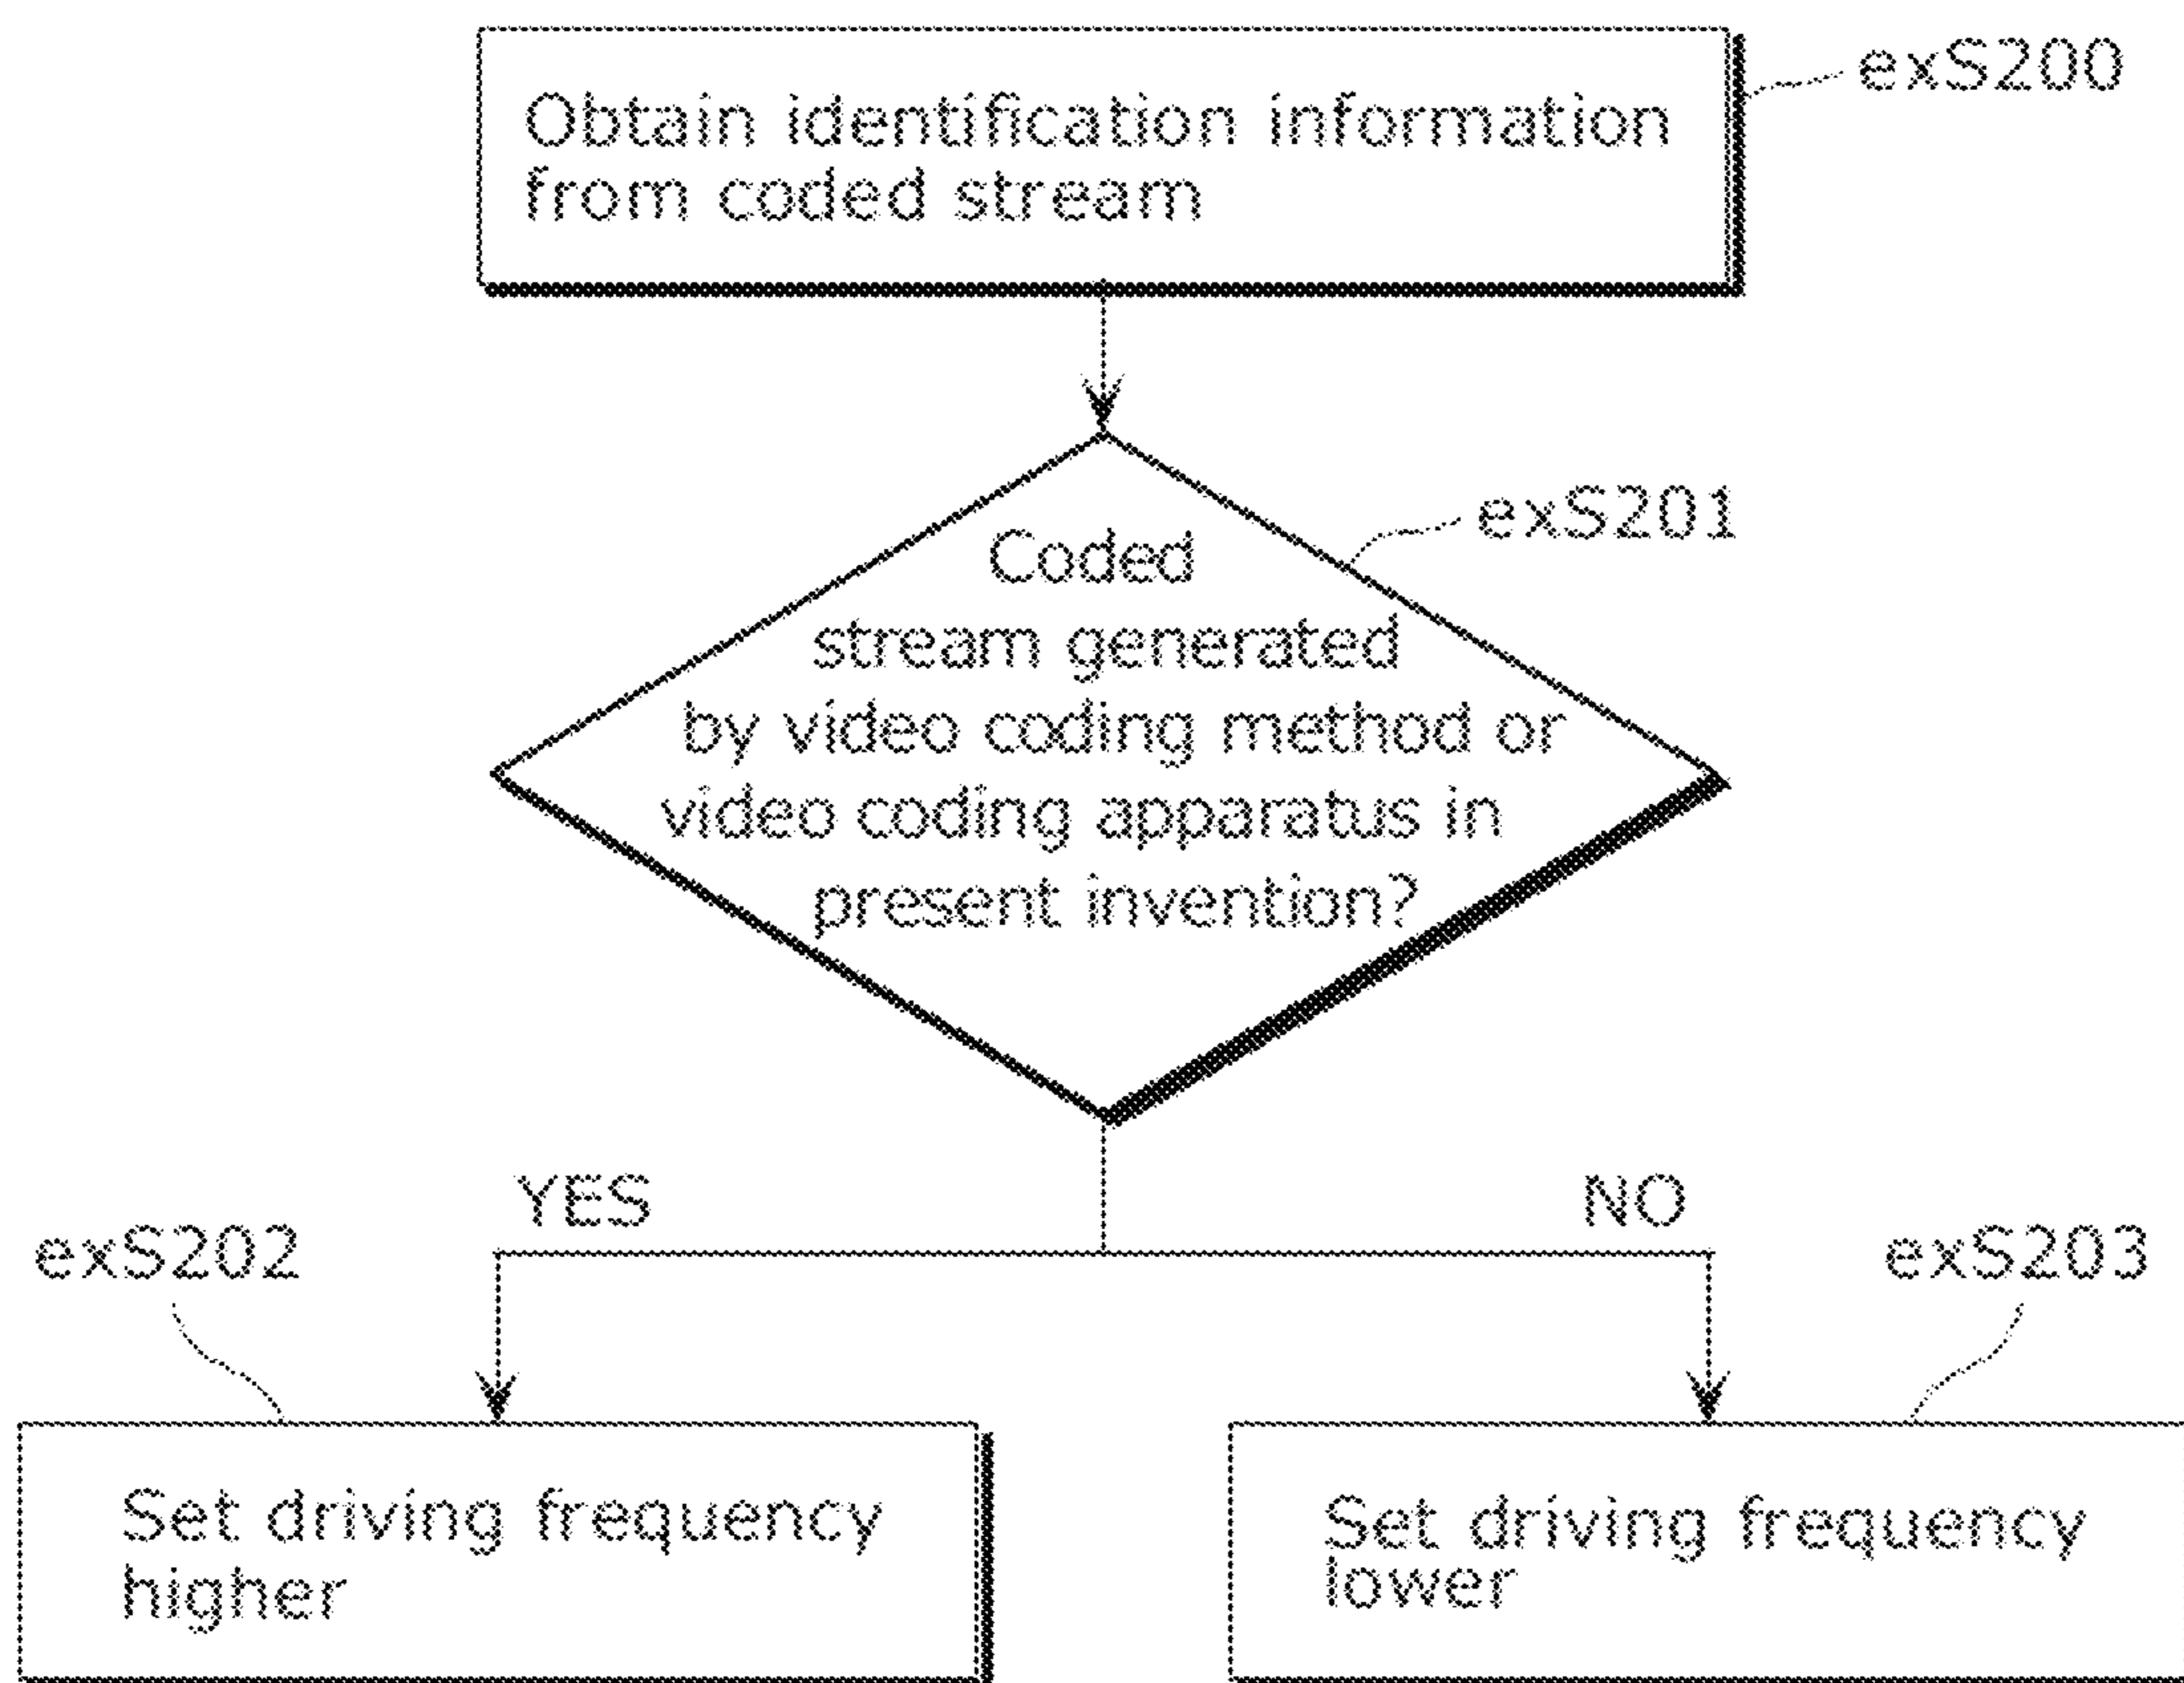 exS200
Obtain identification information
from coded stream
exS201
Coded
stream generated
by video coding method or
video coding apparatus in
present invention?
YES
NO
exS202
exS203
Set driving frequency
higher
Set driving frequency
lower